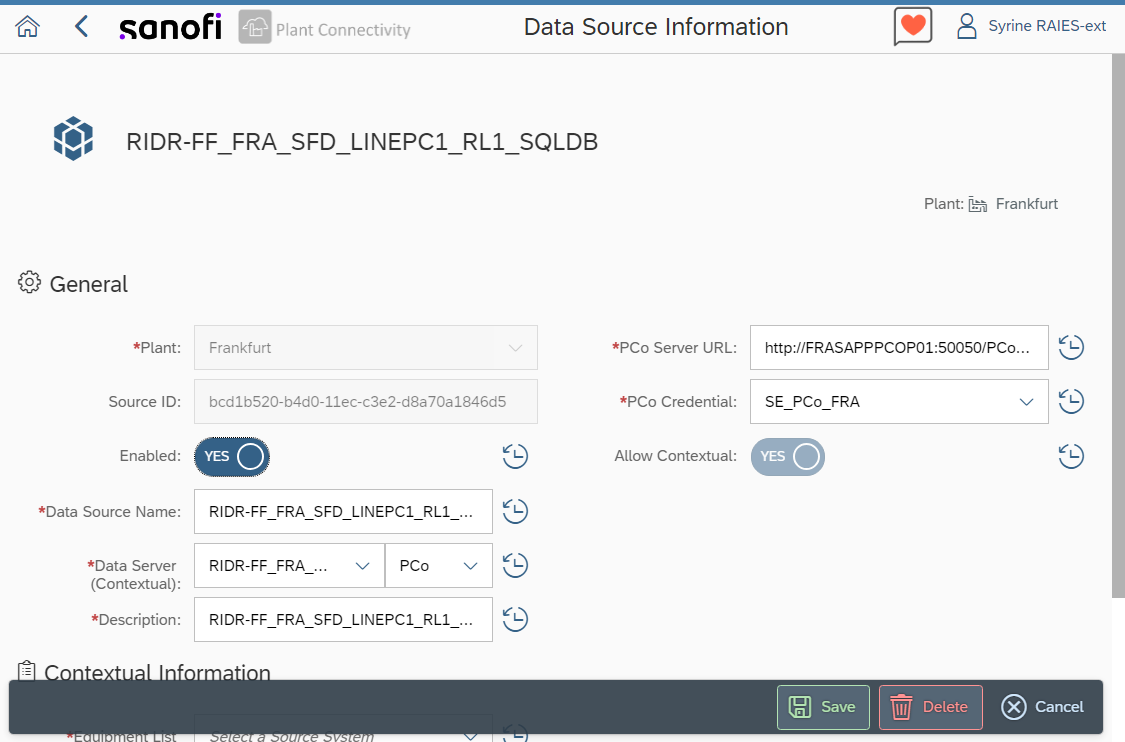 sanofi Plant Connectivity Data Source Information Syrine RAIES-ext
RIDR-FF_FRA_SFD_LINEPC1_RL1_SQLDB
Plant: Frankfurt
General
*Plant: Frankfurt
*PCo Server URL: http://FRASAPPPCOP01:50050/PCo...
Source ID: bcd1b520-b4d0-11ec-c3e2-d8a70a1846d5
*PCo Credential: SE_PCo_FRA
Enabled: YES
Allow Contextual: YES
*Data Source Name: RIDR-FF_FRA_SFD_LINEPC1_RL1_...
*Data Server
(Contextual): RIDR-FF_FRA_... PCo
*Description: RIDR-FF_FRA_SFD_LINEPC1_RL1_...
Contextual Information
Save Delete Cancel
*Equipment List Select a Source System